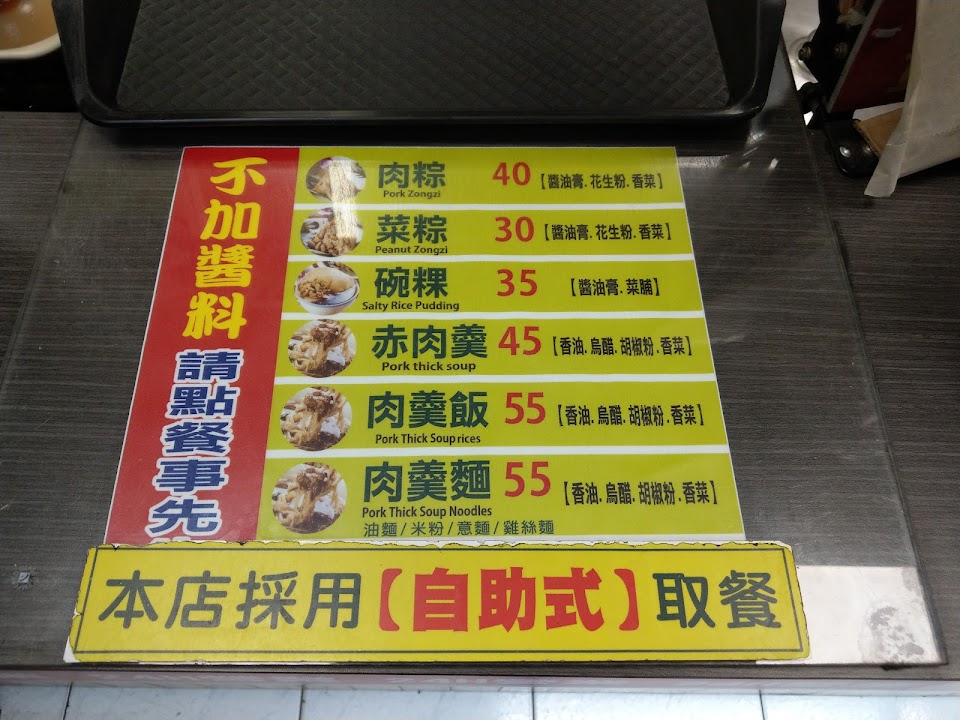 不加醬料
請點餐事先
肉粽 40【醬油膏.花生粉.香菜】
Pork Zongzi
菜粽 30【醬油膏.花生粉.香菜】
Peanut Zongzi
碗粿 35【醬油膏.菜脯】
Salty Rice Pudding
赤肉羹 45【香油.烏醋.胡椒粉.香菜】
Pork thick soup
肉羹飯 55【香油.烏醋.胡椒粉.香菜】
Pork Thick Soup rices
肉羹麵 55【香油.烏醋.胡椒粉.香菜】
Pork Thick Soup Noodles
油麵/米粉/意麵/雞絲麵
本店採用【自助式】取餐